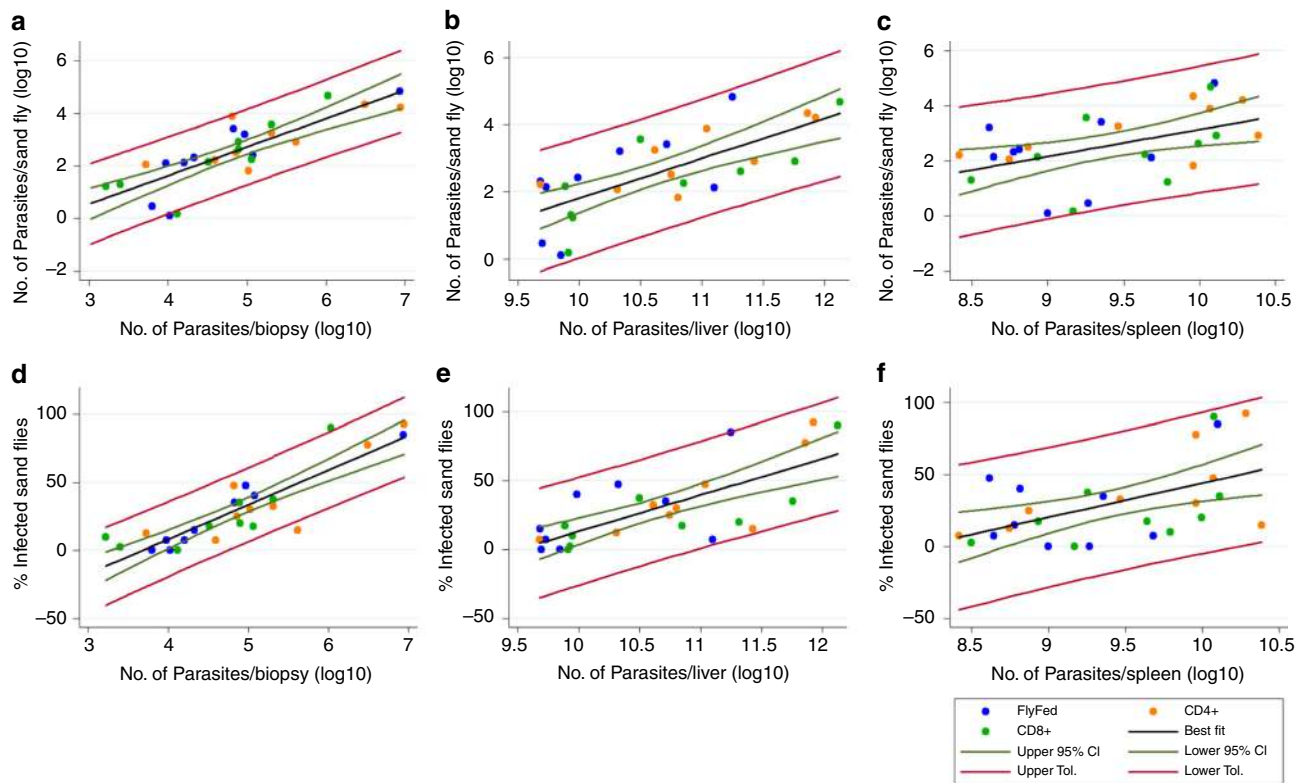 a
No. of Parasites/sand fly (log10)
6
4
2
0
−2
3 4 5 6 7
No. of Parasites/biopsy (log10)
b
No. of Parasites/sand fly (log10)
6
4
2
0
9.5 10 10.5 11 11.5 12
No. of Parasites/liver (log10)
c
No. of Parasites/sand fly (log10)
6
4
2
0
−2
8.5 9 9.5 10 10.5
No. of Parasites/spleen (log10)
d
% Infected sand flies
100
50
0
−50
3 4 5 6 7
No. of Parasites/biopsy (log10)
e
% Infected sand flies
100
50
0
−50
9.5 10 10.5 11 11.5 12
No. of Parasites/liver (log10)
f
% Infected sand flies
100
50
0
−50
8.5 9 9.5 10 10.5
No. of Parasites/spleen (log10)
FlyFed CD4+
CD8+ Best fit
Upper 95% CI Lower 95% CI
Upper Tol. Lower Tol.